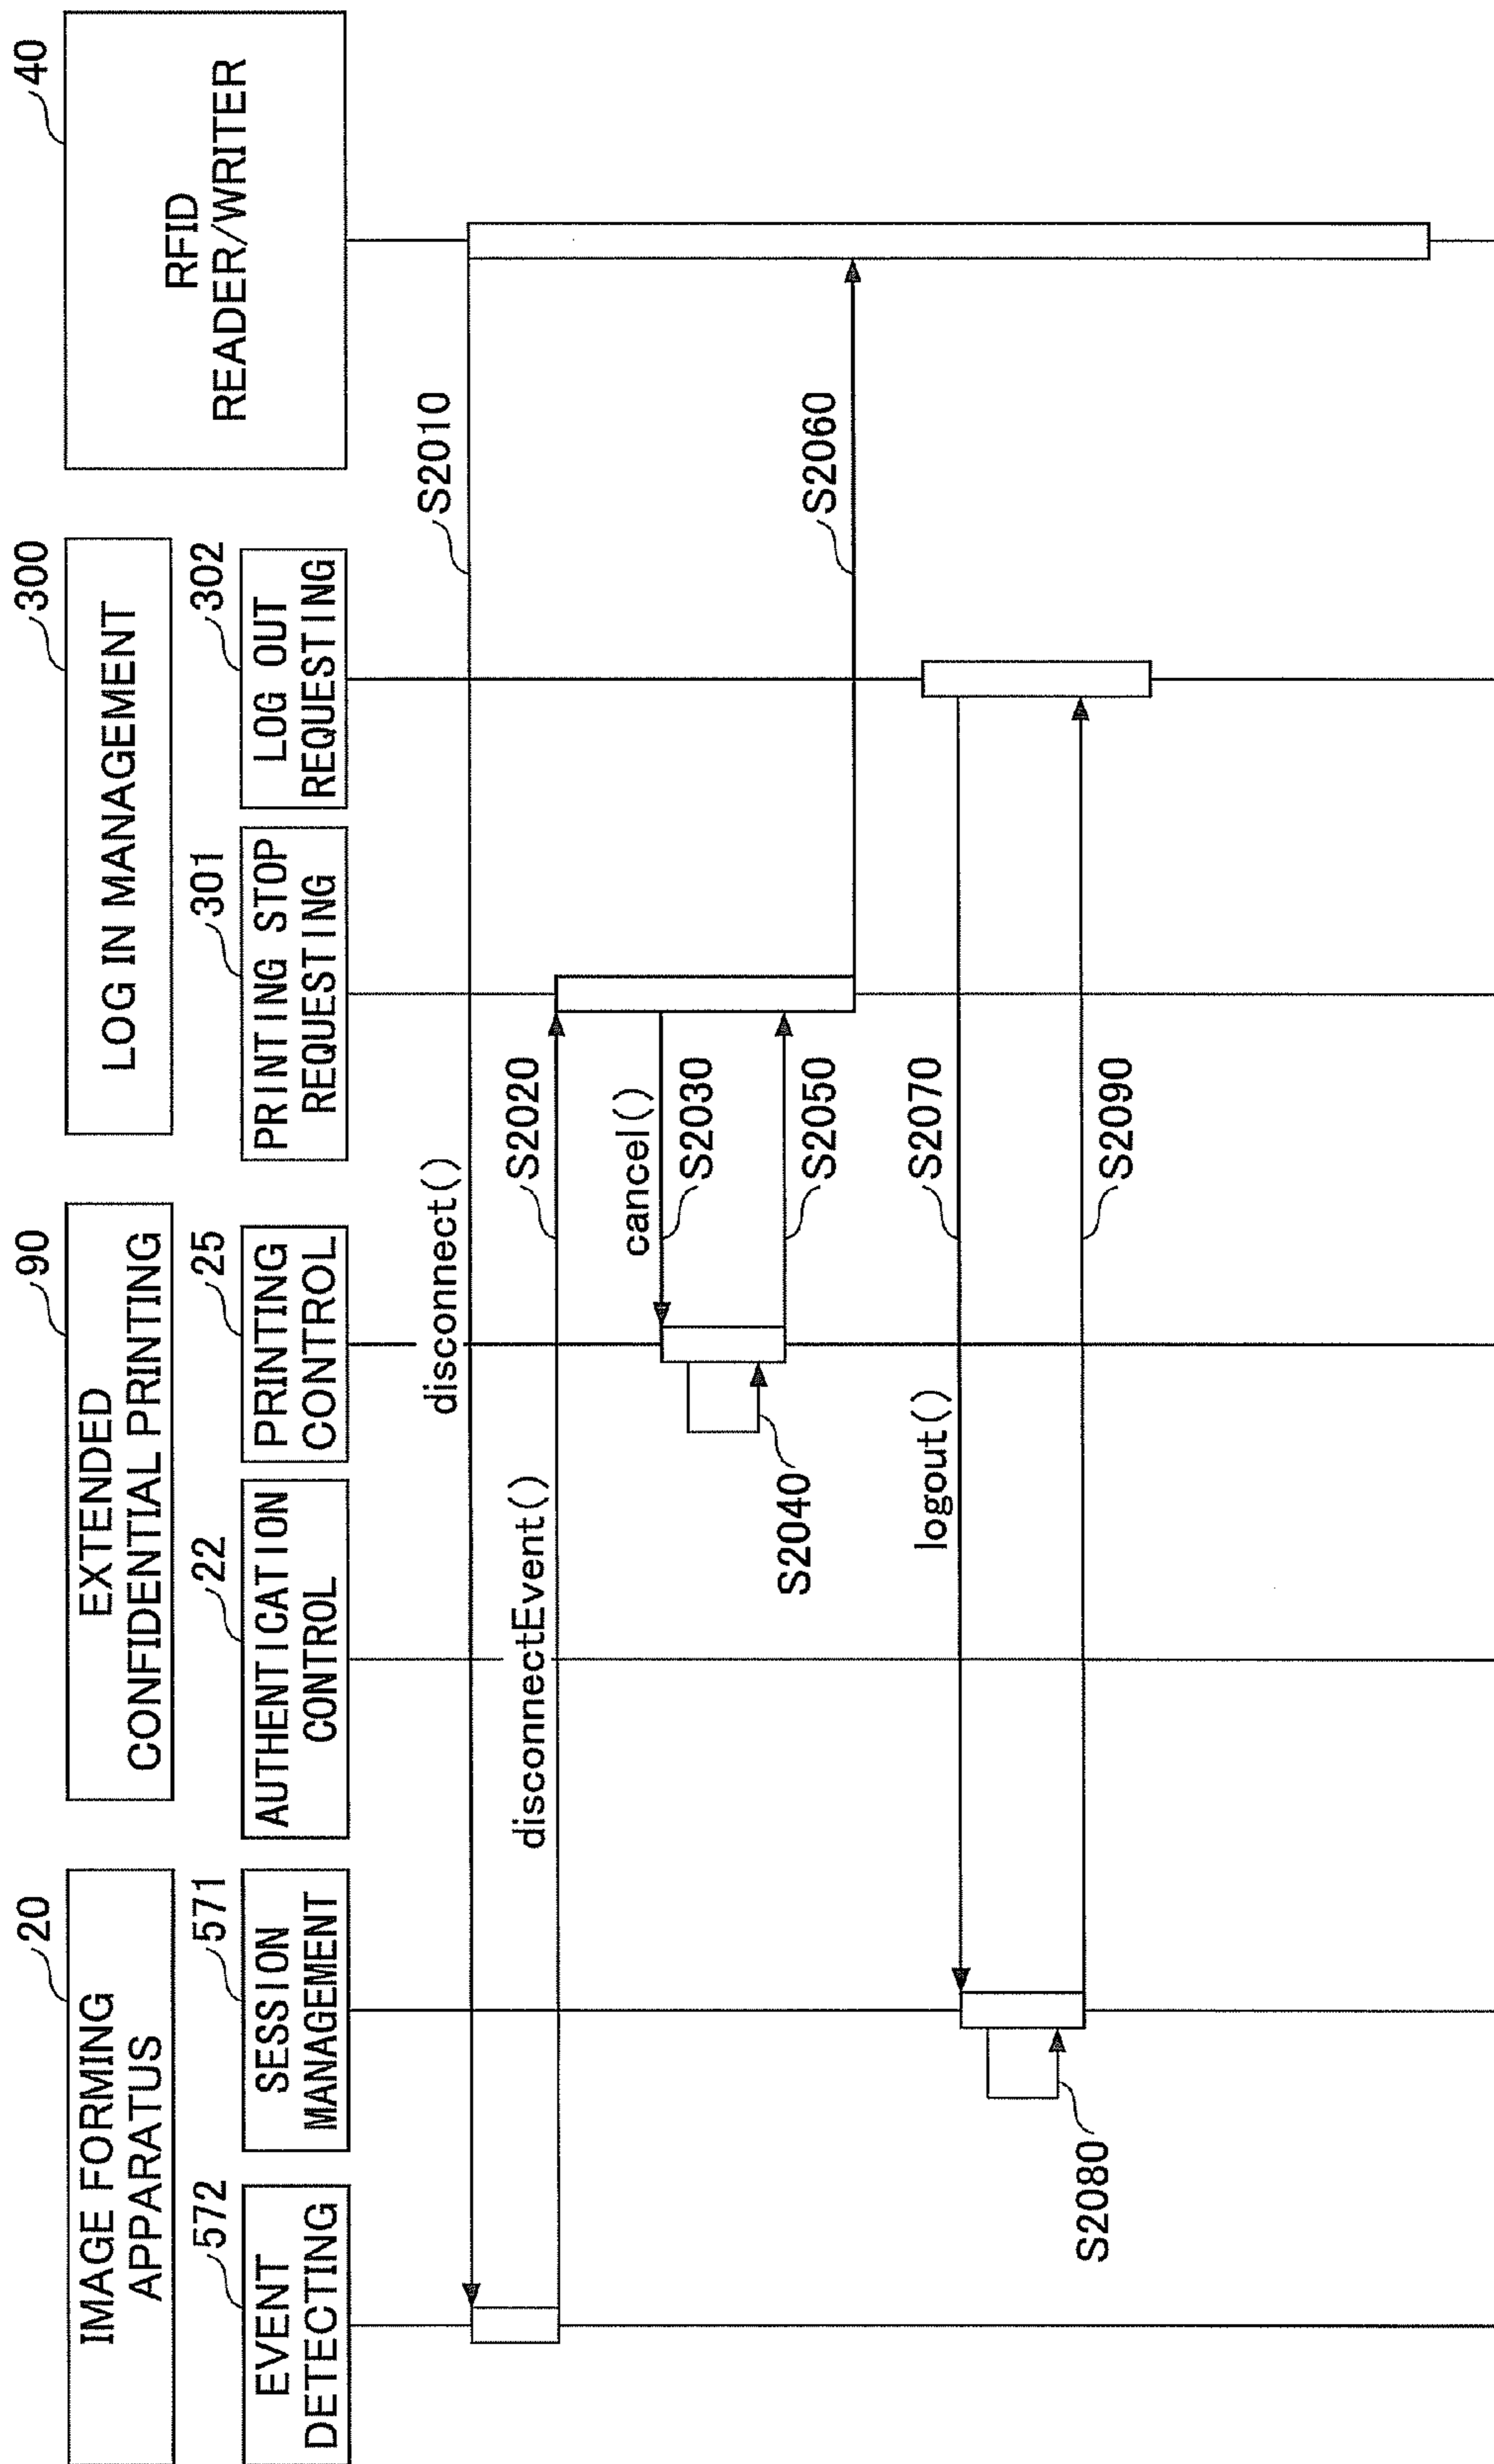 20
IMAGE FORMING
APPARATUS
90
EXTENDED
CONFIDENTIAL PRINTING
300
LOG IN MANAGEMENT
40
RFID
READER/WRITER
572
EVENT
DETECTING
571
SESSION
MANAGEMENT
22
AUTHENTICATION
CONTROL
25
PRINTING
CONTROL
301
PRINTING STOP
REQUESTING
302
LOG OUT
REQUESTING
disconnect()
S2010
disconnectEvent()
S2020
cancel()
S2030
S2040
S2050
S2060
logout()
S2070
S2080
S2090